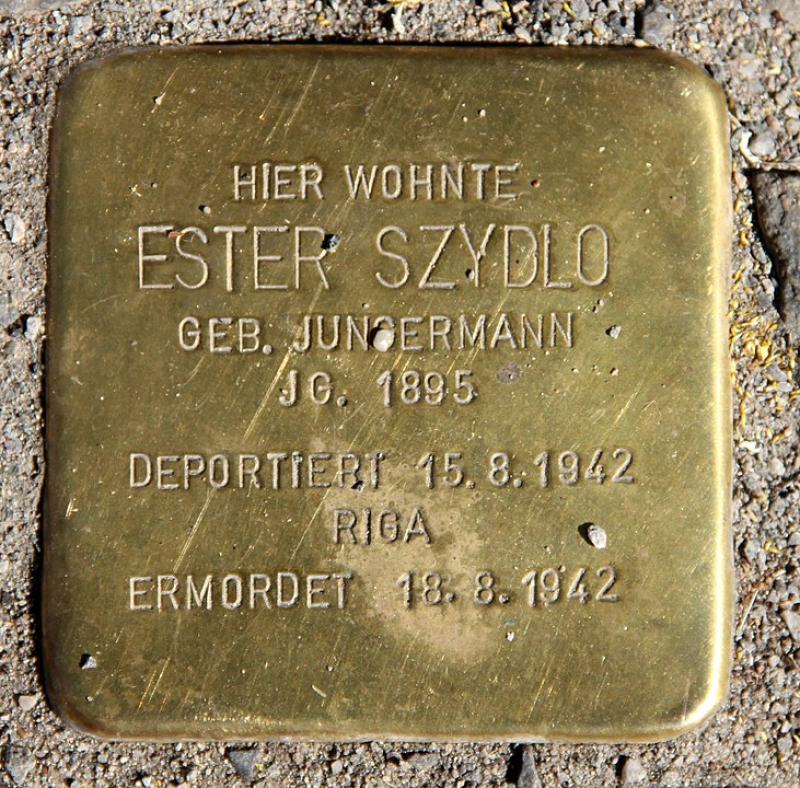 HIER WOHNTE
ESTER SZYDLO
GEB. JUNGERMANN
JG. 1895
DEPORTIERT 15.8.1942
RIGA
ERMORDET 18.8.1942